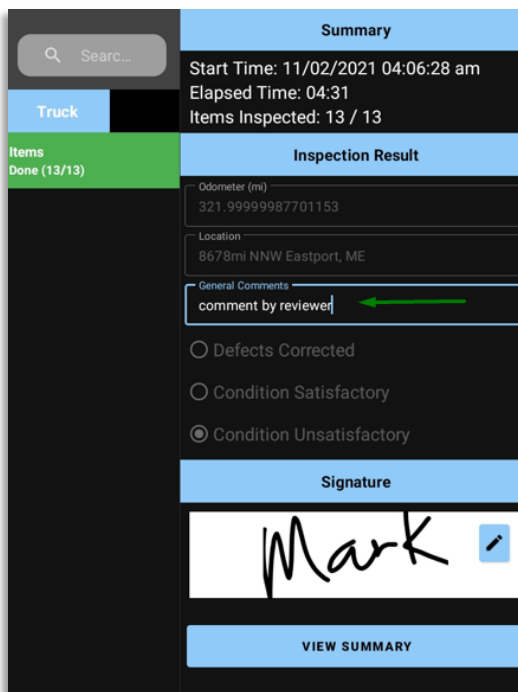 Searc...
Truck
Items
Done (13/13)
Summary
Start Time: 11/02/2021 04:06:28 am
Elapsed Time: 04:31
Items Inspected: 13 / 13
Inspection Result
Odometer (mi)
321.99999987701153
Location
8678mi NNW Eastport, ME
General Comments
comment by reviewer
Defects Corrected
Condition Satisfactory
Condition Unsatisfactory
Signature
Mark
VIEW SUMMARY